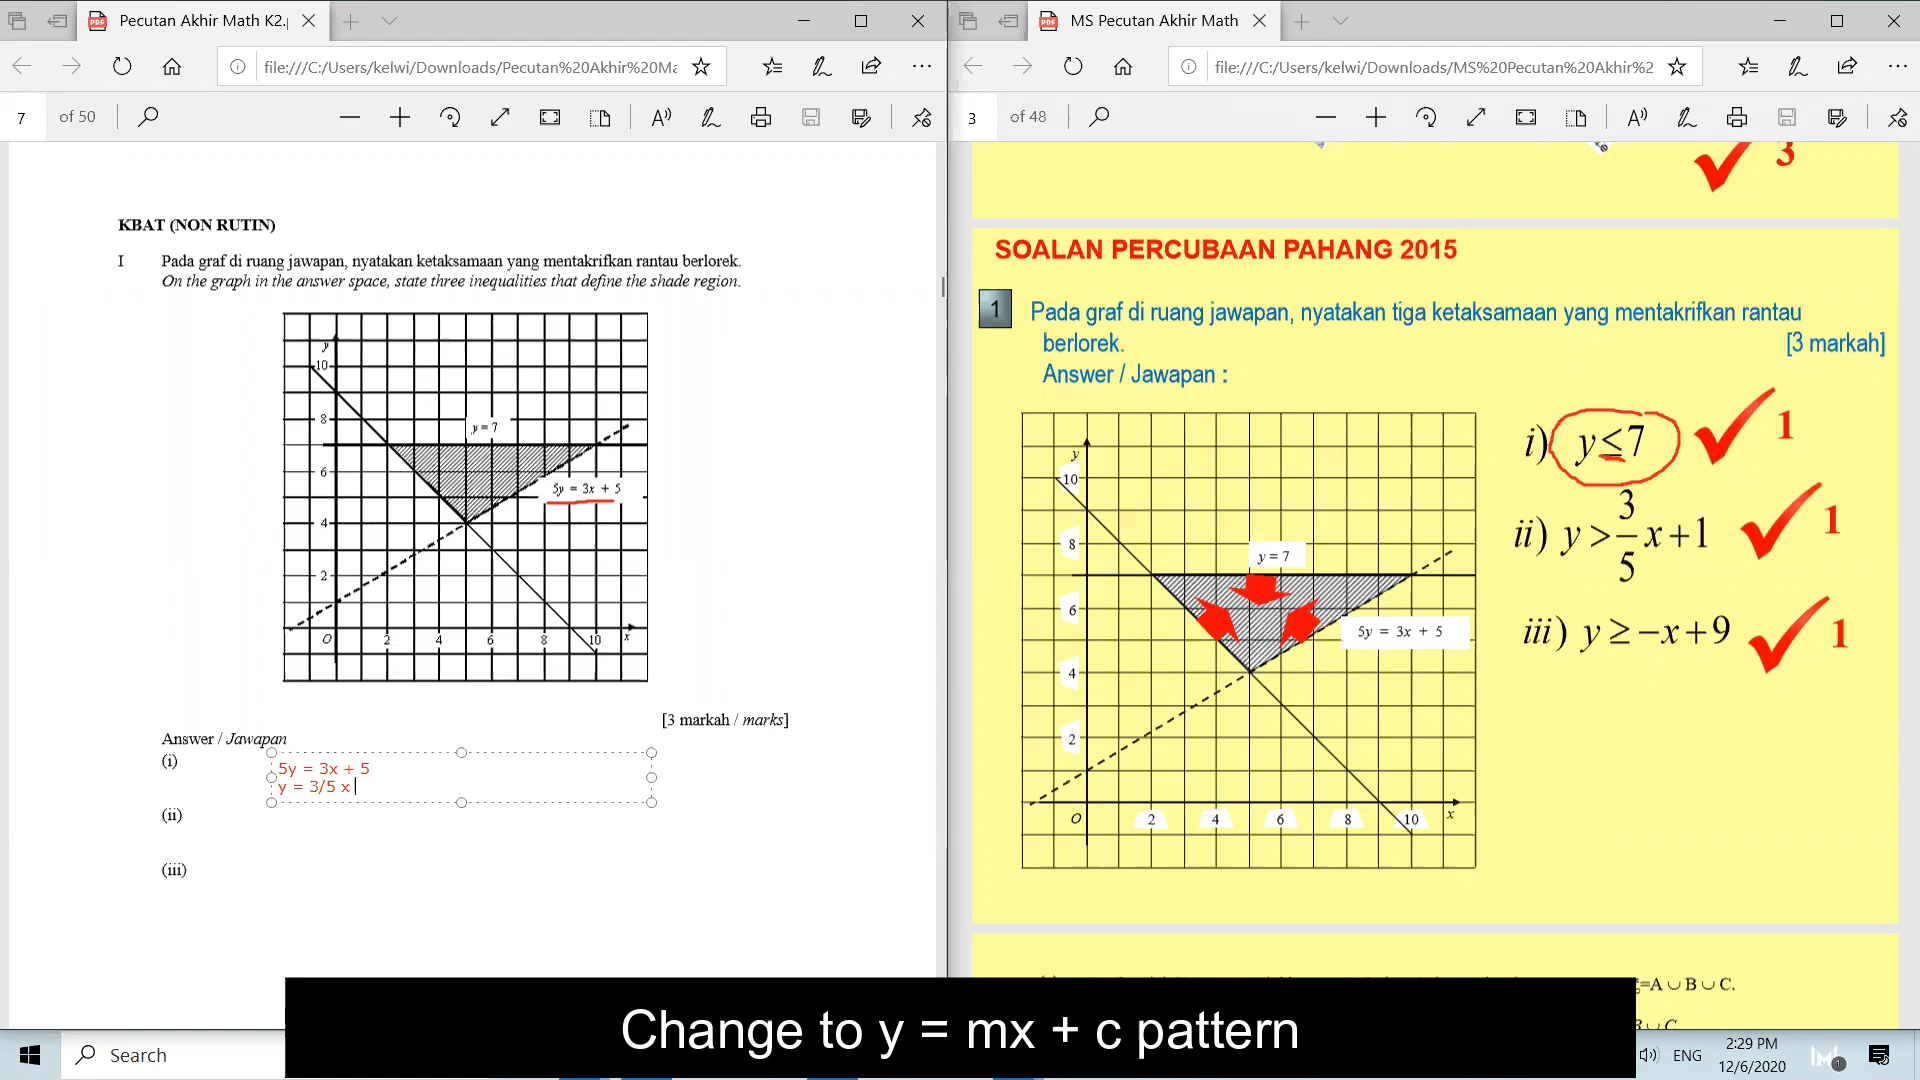 Pecutan Akhir Math K2.p
MS Pecutan Akhir Math
file:///C:/Users/kelwi/Downloads/Pecutan%20Akhir%20Ma
file:///C:/Users/kelwi/Downloads/MS%20Pecutan%20Akhir%2
7 of 50
3 of 48
KBAT (NON RUTIN)
I Pada graf di ruang jawapan, nyatakan ketaksamaan yang mentakrifkan rantau berlorek.
On the graph in the answer space, state three inequalities that define the shade region.
y
10
8
y = 7
6
5y = 3x + 5
4
2
O 2 4 6 8 10 x
[3 markah / marks]
Answer / Jawapan
(i)
5y = 3x + 5
y = 3/5 x
(ii)
(iii)
3
SOALAN PERCUBAAN PAHANG 2015
1 Pada graf di ruang jawapan, nyatakan tiga ketaksamaan yang mentakrifkan rantau
berlorek. [3 markah]
Answer / Jawapan :
y
10
8
y = 7
6
5y = 3x + 5
4
2
O 2 4 6 8 10 x
i) y≤7 1
ii) y>3/5 x+1 1
iii) y≥−x+9 1
=A ∪ B ∪ C.
∪ C
Change to y = mx + c pattern
Search
ENG
2:29 PM
12/6/2020
1